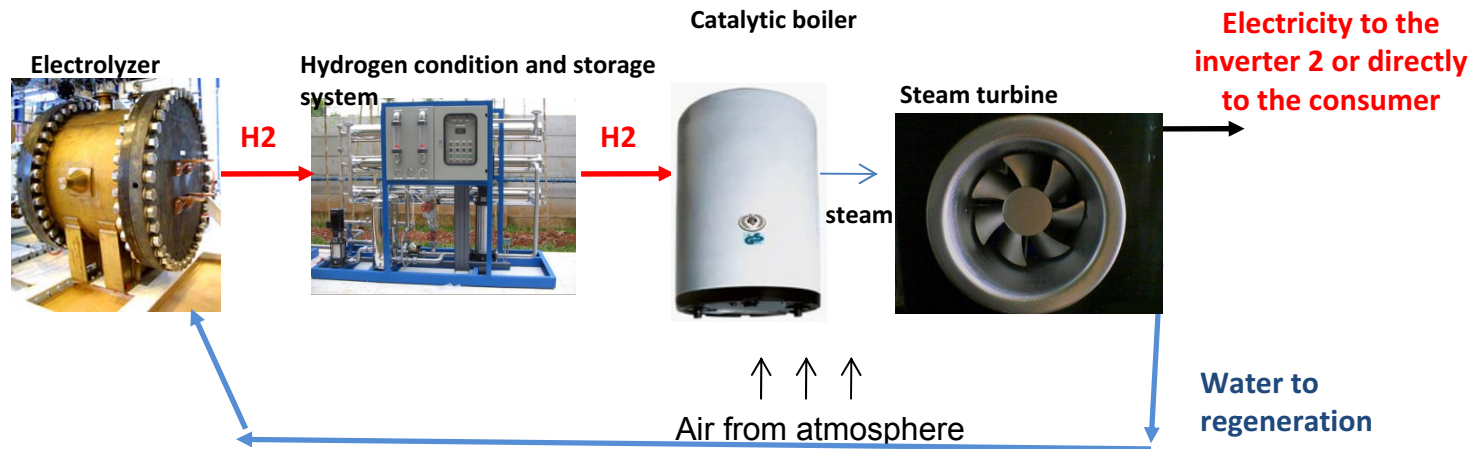 Catalytic boiler
Electricity to the
inverter 2 or directly
to the consumer
Electrolyzer
Hydrogen condition and storage
system
Steam turbine
H2
H2
steam
Air from atmosphere
Water to
regeneration